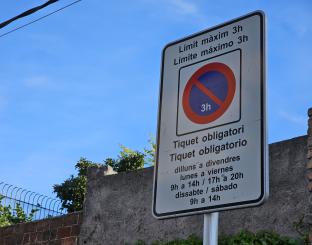 Límit màxim 3h
Límite máximo 3h
3h
Tiquet obligatori
Tiquet obligatorio
dilluns a divendres
lunes a viernes
9h a 14h / 17h a 20h
dissabte / sábado
9h a 14h